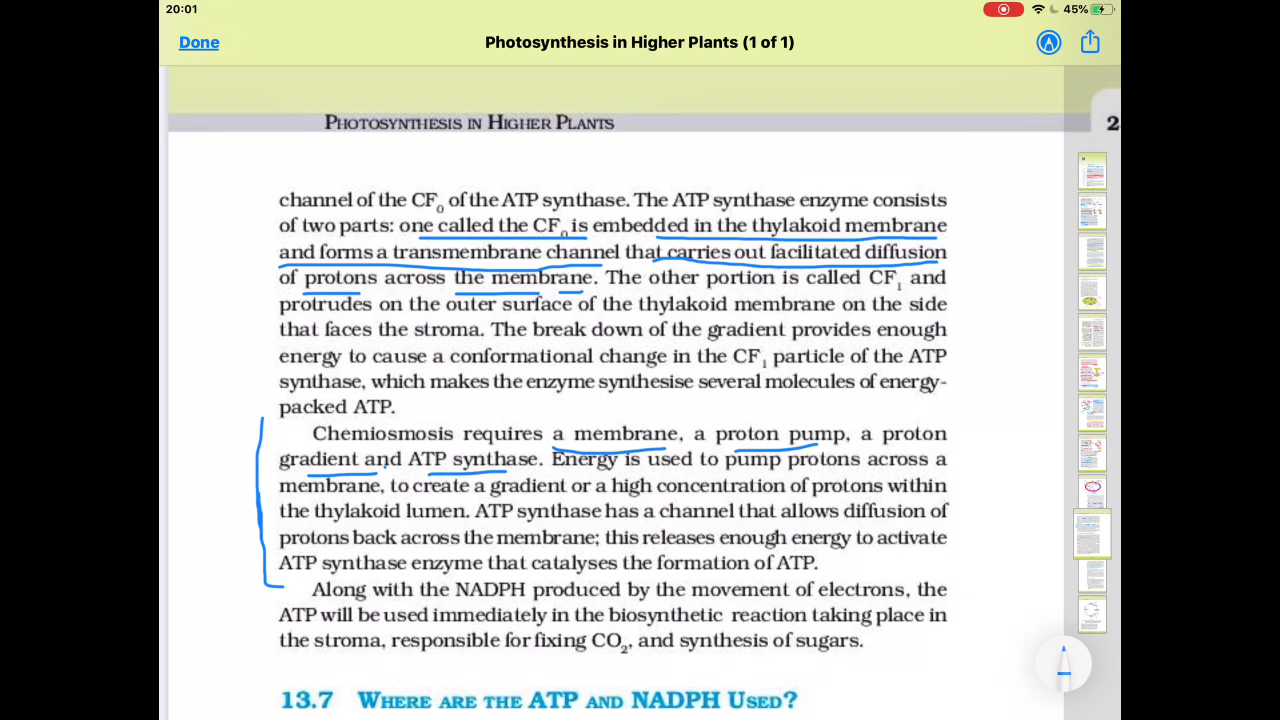 20:01
45%
Done
Photosynthesis in Higher Plants (1 of 1)
PHOTOSYNTHESIS IN HIGHER PLANTS
2
channel of the CF0 of the ATP synthase. The ATP synthase enzyme consists
of two parts: one called the CF0 is embedded in the thylakoid membrane
and forms a transmembrane channel that carries out facilitated diffusion
of protons across the membrane. The other portion is called CF1 and
protrudes on the outer surface of the thylakoid membrane on the side
that faces the stroma. The break down of the gradient provides enough
energy to cause a conformational change in the CF1 particle of the ATP
synthase, which makes the enzyme synthesise several molecules of energy-
packed ATP.
Chemiosmosis requires a membrane, a proton pump, a proton
gradient and ATP synthase. Energy is used to pump protons across a
membrane, to create a gradient or a high concentration of protons within
the thylakoid lumen. ATP synthase has a channel that allows diffusion of
protons back across the membrane; this releases enough energy to activate
ATP synthase enzyme that catalyses the formation of ATP.
Along with the NADPH produced by the movement of electrons, the
ATP will be used immediately in the biosynthetic reaction taking place in
the stroma, responsible for fixing CO2, and synthesis of sugars.
13.7 WHERE ARE THE ATP AND NADPH USED?